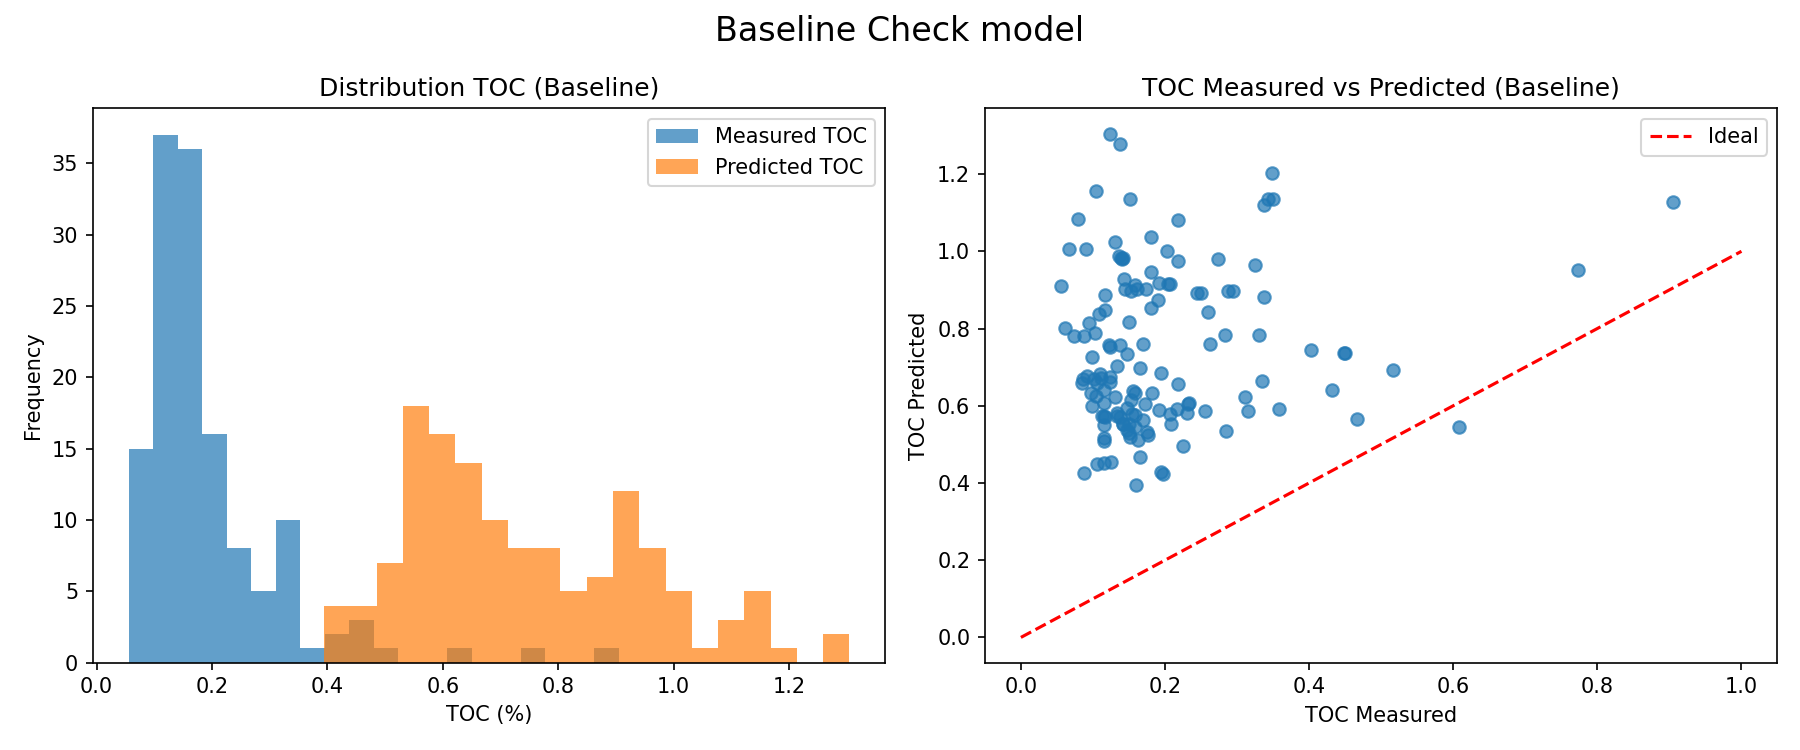 Baseline Check model
Distribution TOC (Baseline)
Measured TOC
Predicted TOC
Frequency
35
30
25
20
15
10
5
0
0.0 0.2 0.4 0.6 0.8 1.0 1.2
TOC (%)
TOC Measured vs Predicted (Baseline)
Ideal
TOC Predicted
1.2
1.0
0.8
0.6
0.4
0.2
0.0
0.0 0.2 0.4 0.6 0.8 1.0
TOC Measured